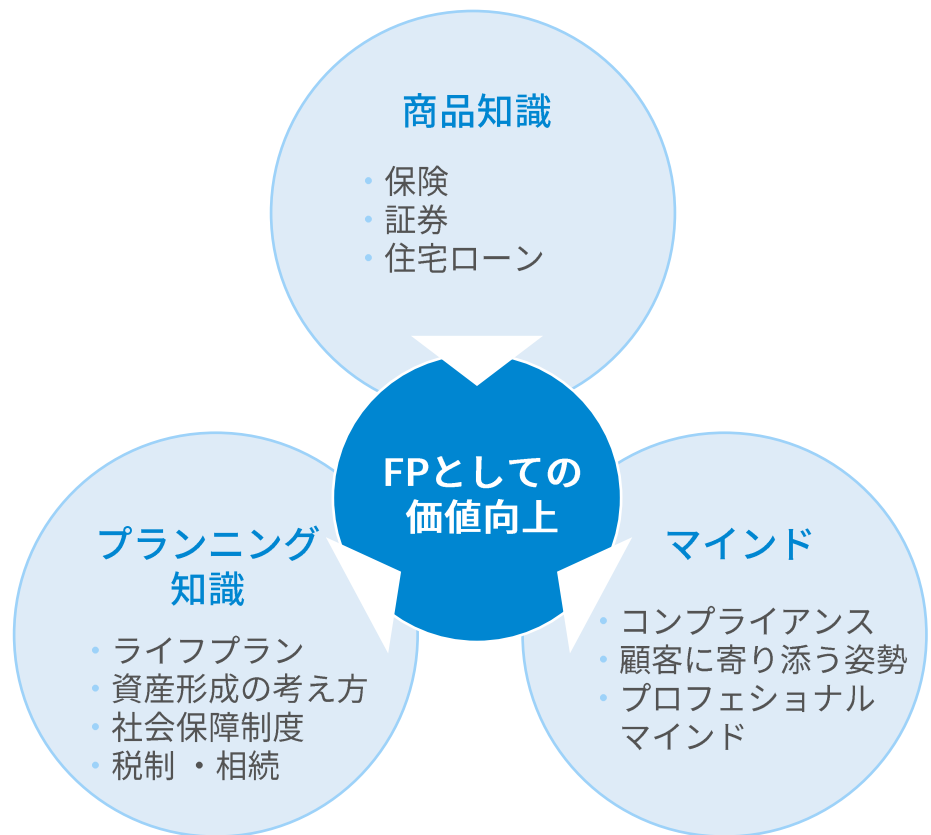 商品知識
・保険
・証券
・住宅ローン
FPとしての
価値向上
プランニング
知識
・ライフプラン
・資産形成の考え方
・社会保障制度
・税制 ・相続
マインド
・コンプライアンス
・顧客に寄り添う姿勢
・プロフェショナル
マインド